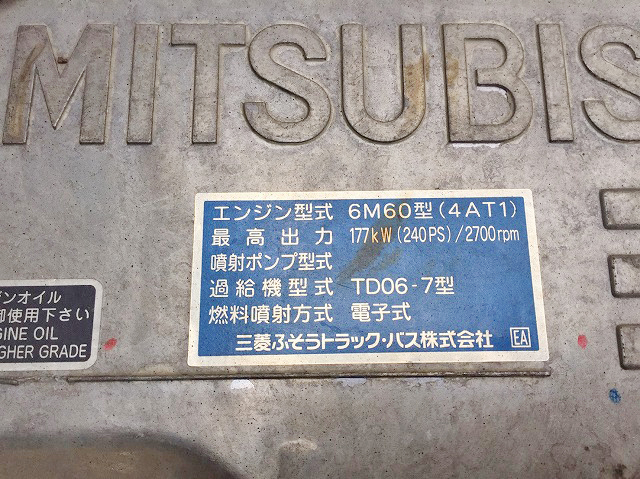 MITSUBIS
エンジン型式 6M60型(4AT1)
最高出力 177kW(240PS)/2700rpm
噴射ポンプ型式
過給機型式 TD06-7型
燃料噴射方式 電子式
三菱ふそうトラック・バス株式会社 EA
ンオイル
御使用下さい
GINE OIL
GHER GRADE